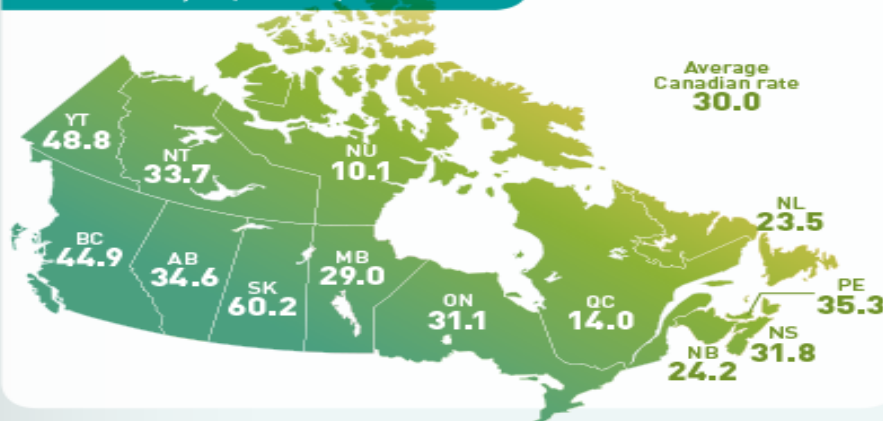 Average
Canadian rate
30.0
YT
48.8
NT
33.7
NU
10.1
NL
23.5
BC
44.9
AB
34.6
SK
60.2
MB
29.0
ON
31.1
QC
14.0
PE
35.3
NS
31.8
NB
24.2